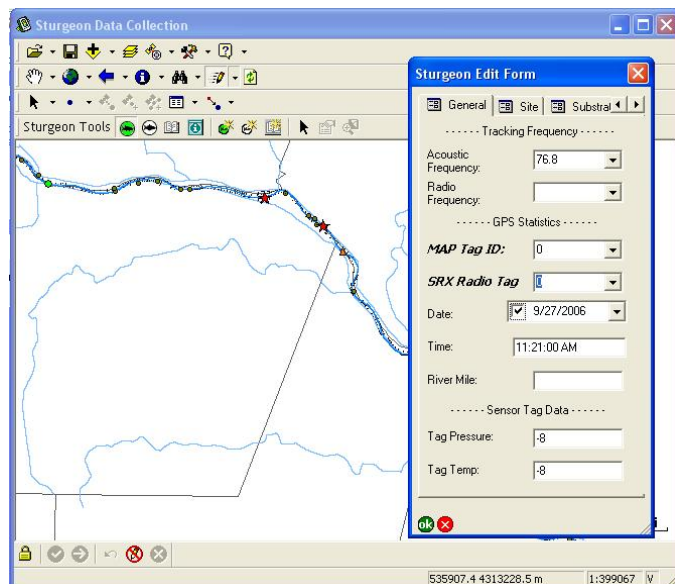 Sturgeon Data Collection
Sturgeon Tools
Sturgeon Edit Form
General Site Substrat
------ Tracking Frequency ------
Acoustic Frequency: 76.8
Radio Frequency:
------ GPS Statistics ------
MAP Tag ID: 0
SRX Radio Tag 0
Date: 9/27/2006
Time: 11:21:00 AM
River Mile:
------ Sensor Tag Data ------
Tag Pressure: -8
Tag Temp: -8
ok
535907.4 4313228.5 m 1:399067 V